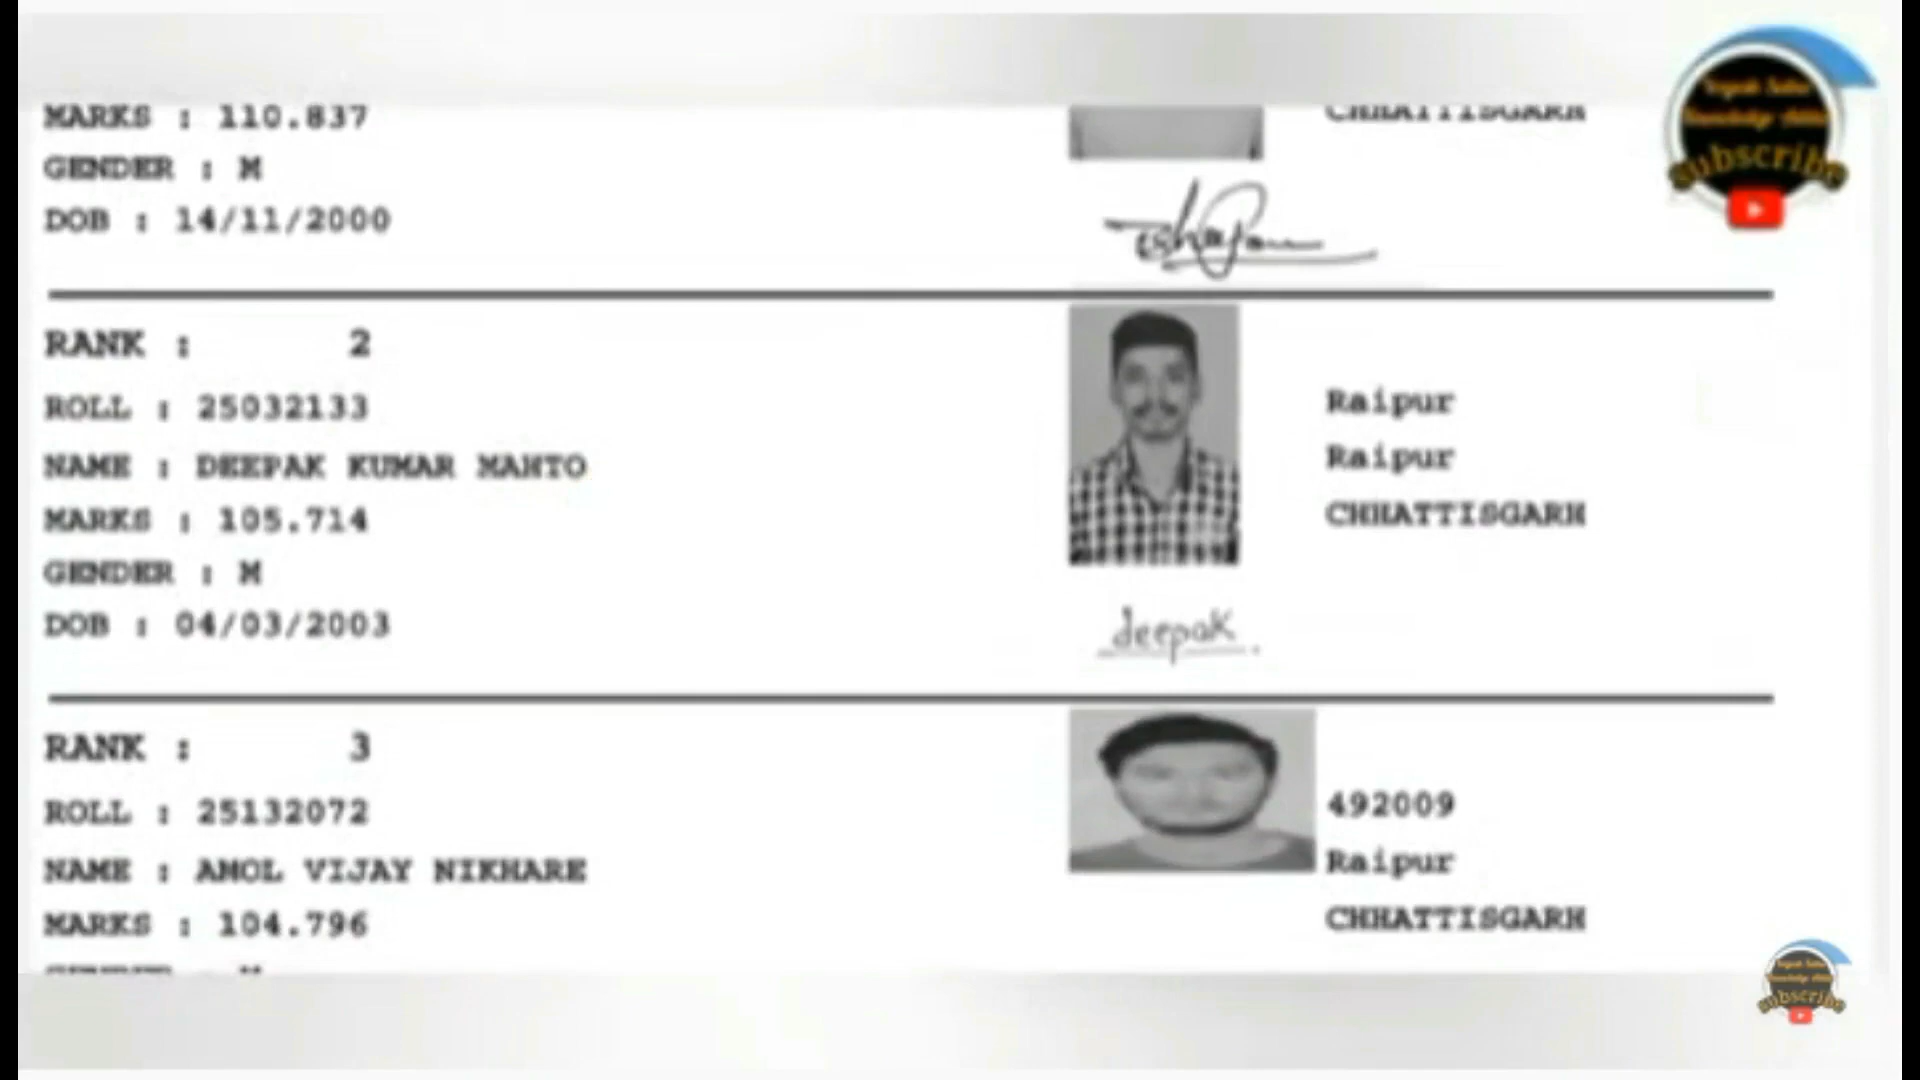 MARKS : 110.837
GENDER : M
DOB : 14/11/2000
CHHATTISGARH
RANK : 2
ROLL : 25032133
NAME : DEEPAK KUMAR MAHTO
MARKS : 105.714
GENDER : M
DOB : 04/03/2003
Raipur
Raipur
CHHATTISGARH
deepak
RANK : 3
ROLL : 25132072
NAME : AMOL VIJAY NIKHARE
MARKS : 104.796
492009
Raipur
CHHATTISGARH
subscribe
subscribe